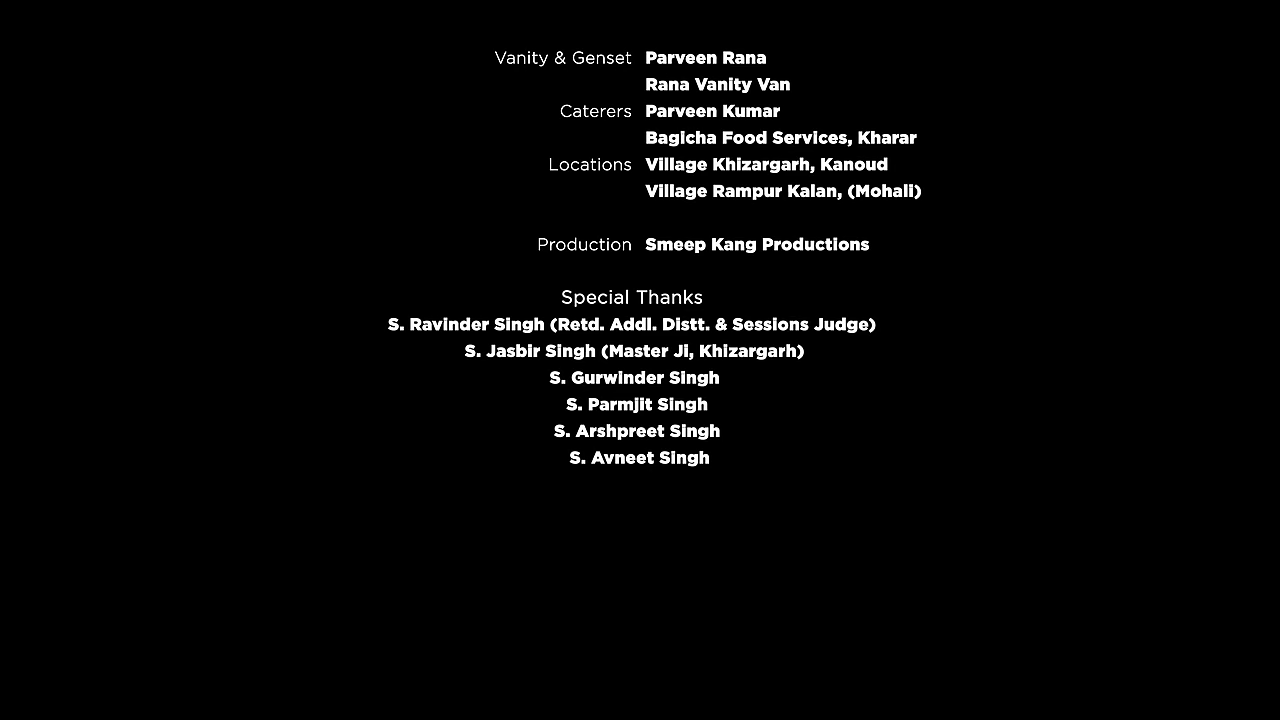 Vanity & Genset Parveen Rana
Rana Vanity Van
Caterers Parveen Kumar
Bagicha Food Services, Kharar
Locations Village Khizargarh, Kanoud
Village Rampur Kalan, (Mohali)
Production Smeep Kang Productions
Special Thanks
S. Ravinder Singh (Retd. Addl. Distt. & Sessions Judge)
S. Jasbir Singh (Master Ji, Khizargarh)
S. Gurwinder Singh
S. Parmjit Singh
S. Arshpreet Singh
S. Avneet Singh